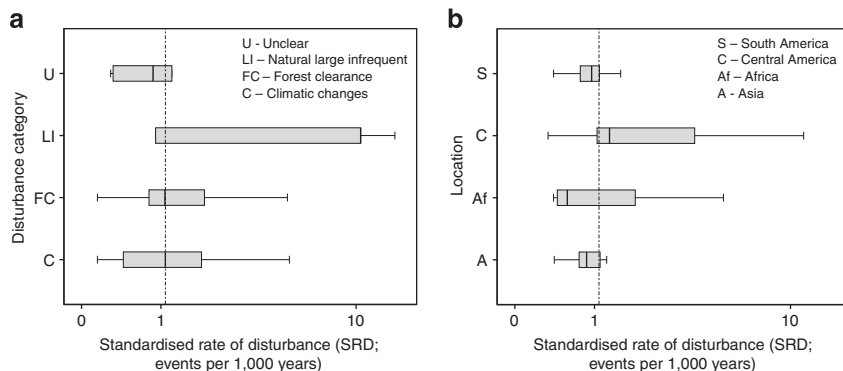 a
U - Unclear
LI – Natural large infrequent
FC – Forest clearance
C – Climatic changes
Disturbance category
U
LI
FC
C
0 1 10
Standardised rate of disturbance (SRD;
events per 1,000 years)
b
S – South America
C – Central America
Af – Africa
A - Asia
Location
S
C
Af
A
0 1 10
Standardised rate of disturbance (SRD;
events per 1,000 years)